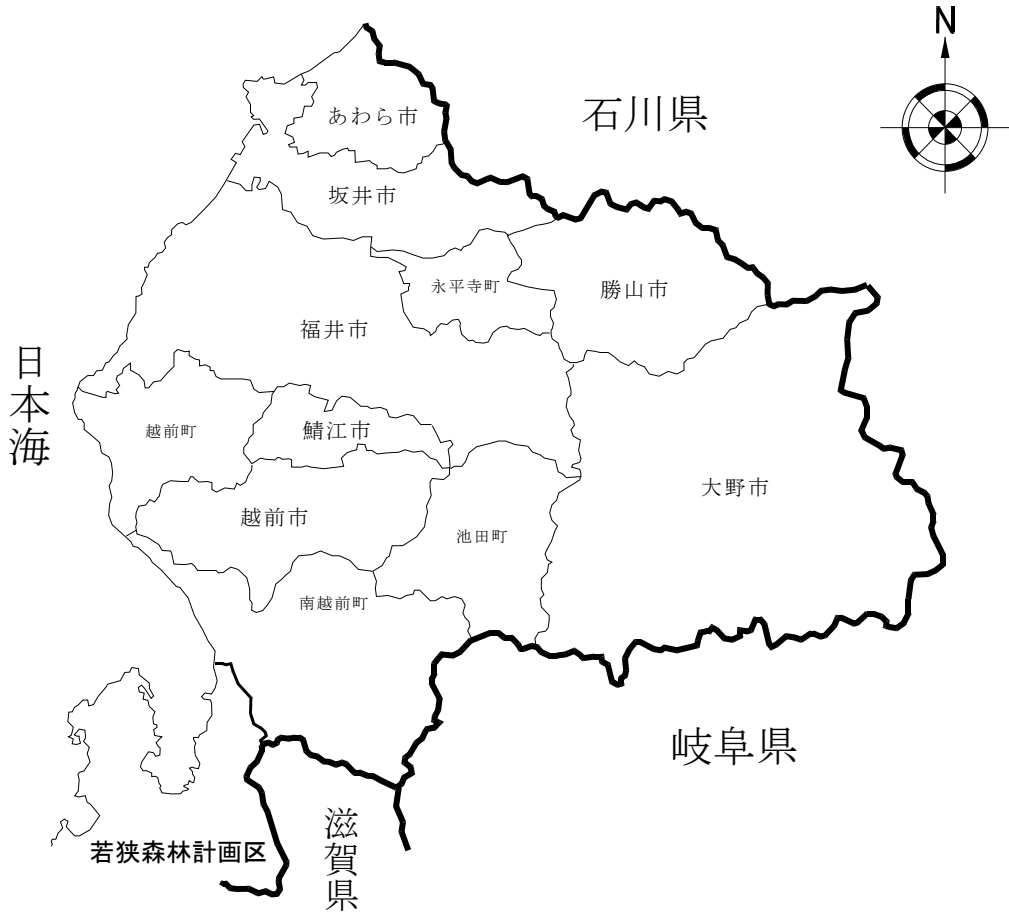 N
石川県
あわら市
坂井市
永平寺町
勝山市
福井市
日本海
越前町
鯖江市
大野市
越前市
池田町
南越前町
岐阜県
滋賀県
若狭森林計画区